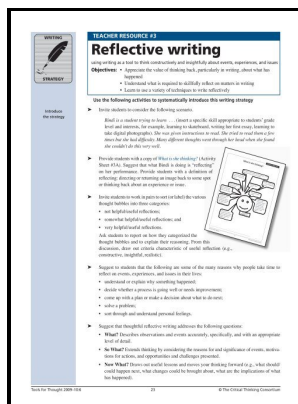 WRITING
STRATEGY
TEACHER RESOURCE #3
Reflective writing
using writing as a tool to think constructively and insightfully about events, experiences, and issues
Objectives: • Appreciate the value of thinking back, particularly in writing, about what has
happened
• Understand what is required to skillfully reflect on matters in writing
• Learn to use a variety of techniques to write reflectively
Use the following activities to systematically introduce this writing strategy
Introduce
the strategy
➤ Invite students to consider the following scenario.
Bindi is a student trying to learn . . . (insert a specific skill appropriate to students' grade
level and interests, for example, learning to skateboard, writing her first essay, learning to
take digital photographs). She was given instructions to read. She tried to read them a few
times but she had difficulty. Many different thoughts went through her head when she found
she couldn't do this very well.
➤ Provide students with a copy of What is she thinking? (Activity
Sheet #3A). Suggest that what Bindi is doing is "reflecting"
on her performance. Provide students with a definition of
reflecting: directing or returning an image back to some spot
or thinking back about an experience or issue.
➤ Invite students to work in pairs to sort (or label) the various
thought bubbles into three categories:
• not helpful/useful reflections;
• somewhat helpful/useful reflections; and
• very helpful/useful reflections.
Ask students to report on how they categorized the
thought bubbles and to explain their reasoning. From this
discussion, draw out criteria characteristic of useful reflection (e.g.,
constructive, insightful, realistic).
➤ Suggest to students that the following are some of the many reasons why people take time to
reflect on events, experiences, and issues in their lives:
• understand or explain why something happened;
• decide whether a process is going well or needs improvement;
• come up with a plan or make a decision about what to do next;
• solve a problem;
• sort through and understand personal feelings.
➤ Suggest that thoughtful reflective writing addresses the following questions:
• What? Describes events and events accurately, specifically, and with an appropriate
level of detail.
• So What? Extends thinking by considering the reasons for and significance of events, motiva-
tions for actions, and opportunities and challenges presented.
• Now What? Draws out useful lessons and moves your thinking forward (e.g., what should/
could happen next, what changes could be brought about, what are the implications of what
has happened).
Tools for Thought 2009-10/8
23
© The Critical Thinking Consortium